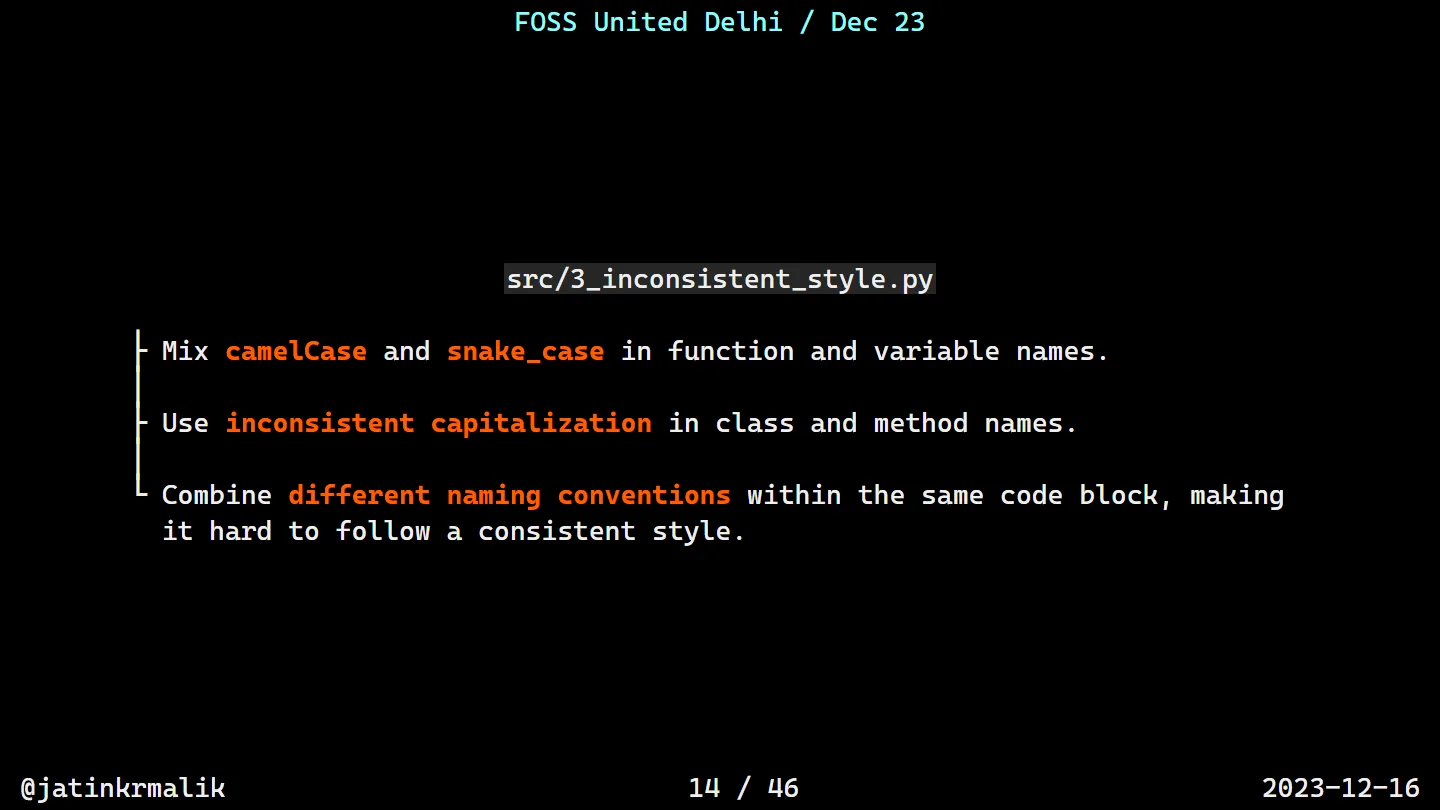 FOSS United Delhi / Dec 23
src/3_inconsistent_style.py
Mix camelCase and snake_case in function and variable names.
Use inconsistent capitalization in class and method names.
Combine different naming conventions within the same code block, making
it hard to follow a consistent style.
@jatinkrmalik
14 / 46
2023-12-16